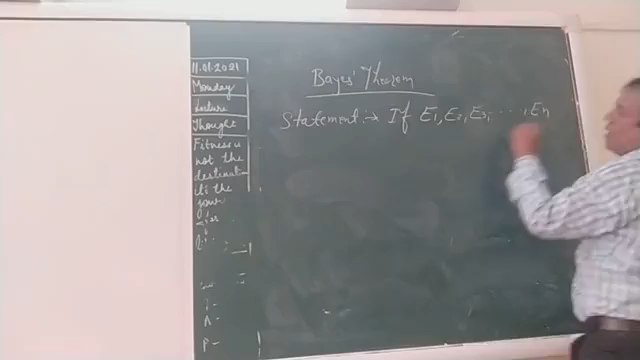 11.01.2021
Monday
Lecture
Thought
Fitness is
not the
destinati
it's the
Bayes' Theorem
Statement :→ If E1, E2, E3, ..., En
A-
P-